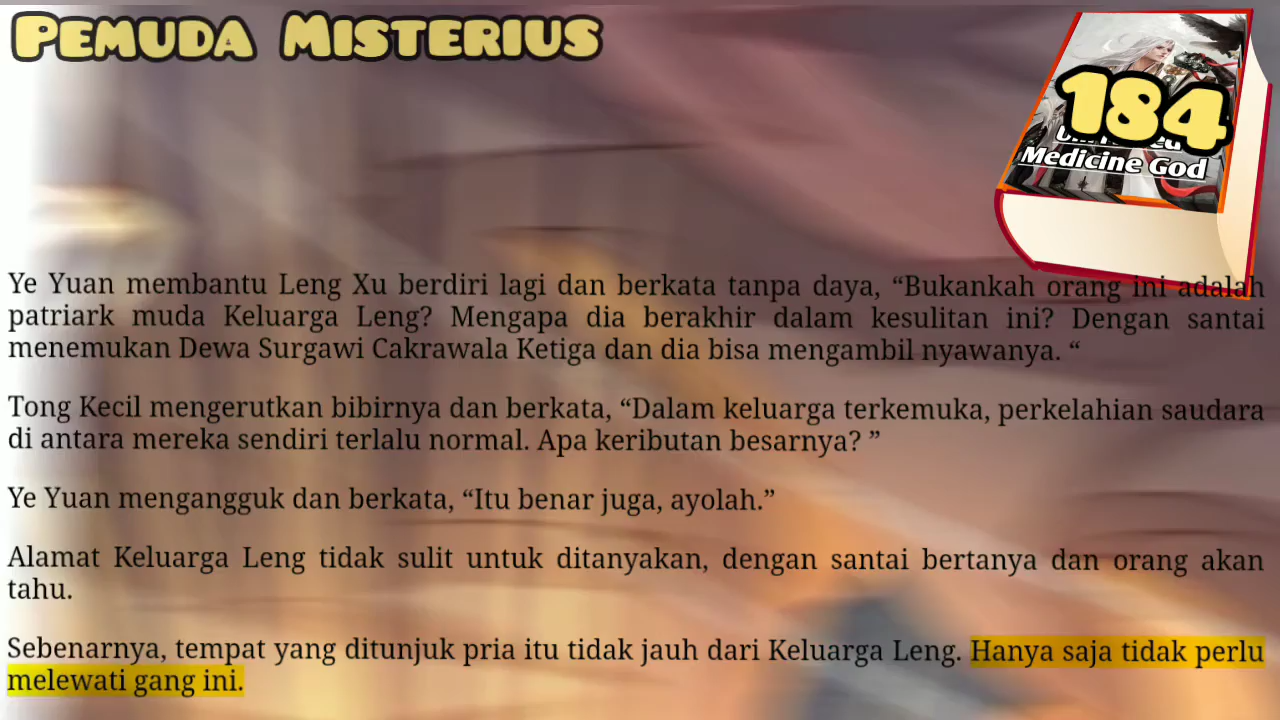 Pemuda Misterius
184
Medicine God
Ye Yuan membantu Leng Xu berdiri lagi dan berkata tanpa daya, “Bukankah orang ini adalah
patriark muda Keluarga Leng? Mengapa dia berakhir dalam kesulitan ini? Dengan santai
menemukan Dewa Surgawi Cakrawala Ketiga dan dia bisa mengambil nyawanya. “
Tong Kecil mengerutkan bibirnya dan berkata, “Dalam keluarga terkemuka, perkelahian saudara
di antara mereka sendiri terlalu normal. Apa keributan besarnya? ”
Ye Yuan mengangguk dan berkata, “Itu benar juga, ayolah.”
Alamat Keluarga Leng tidak sulit untuk ditanyakan, dengan santai bertanya dan orang akan
tahu.
Sebenarnya, tempat yang ditunjuk pria itu tidak jauh dari Keluarga Leng. Hanya saja tidak perlu
melewati gang ini.